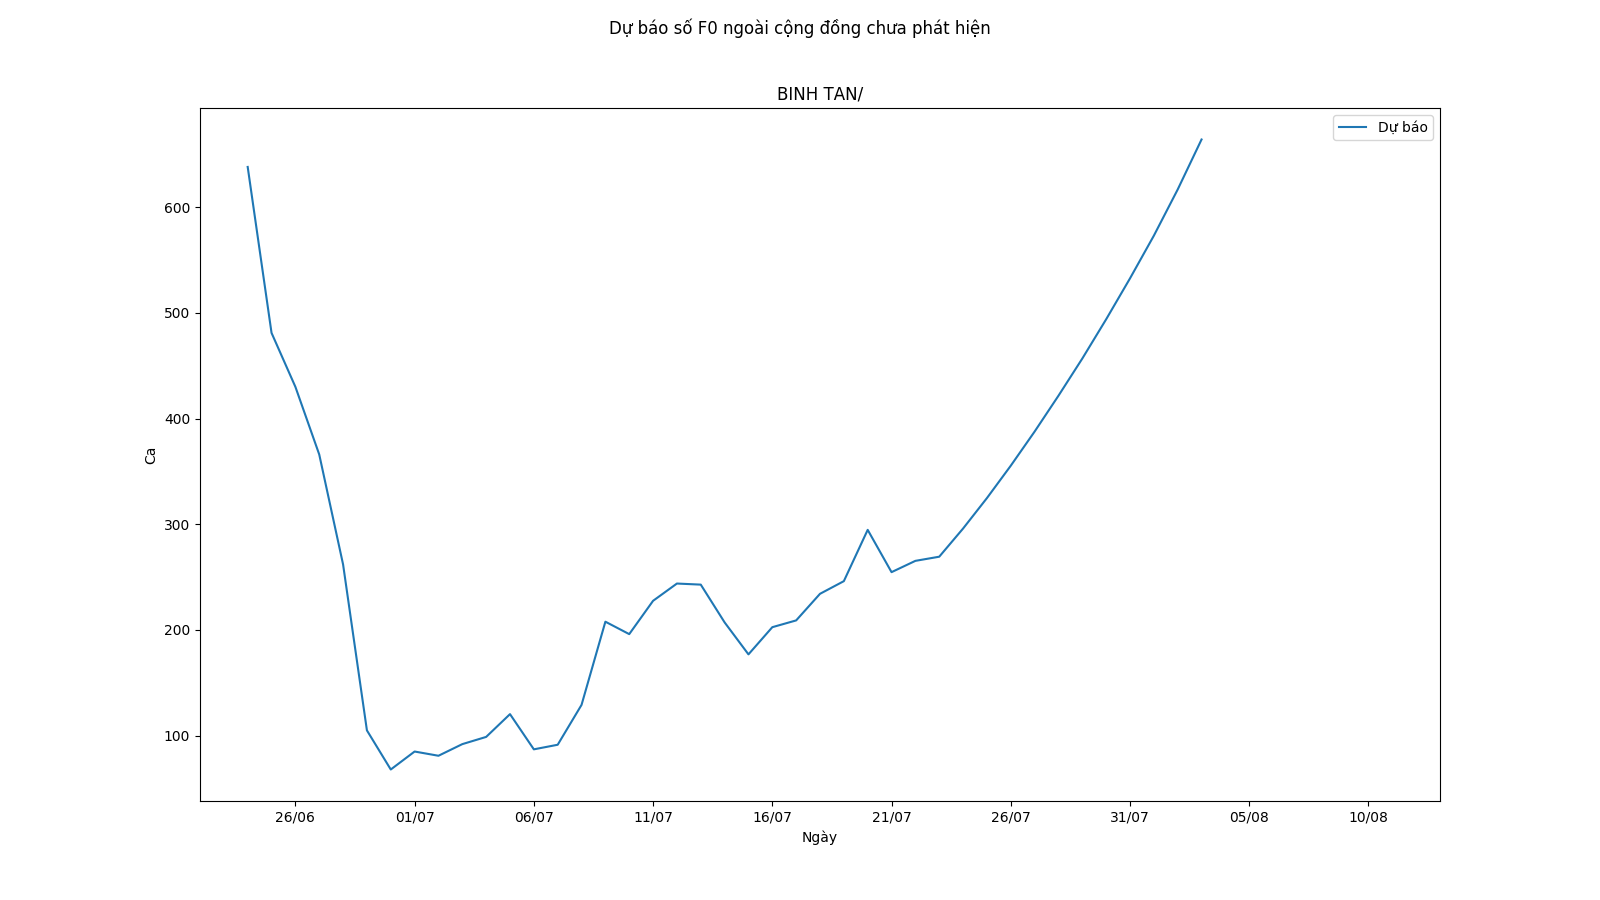 Dự báo số F0 ngoài cộng đồng chưa phát hiện
BINH TAN/
Dự báo
600
500
400
300
200
100
Ca
26/06 01/07 06/07 11/07 16/07 21/07 26/07 31/07 05/08 10/08
Ngày